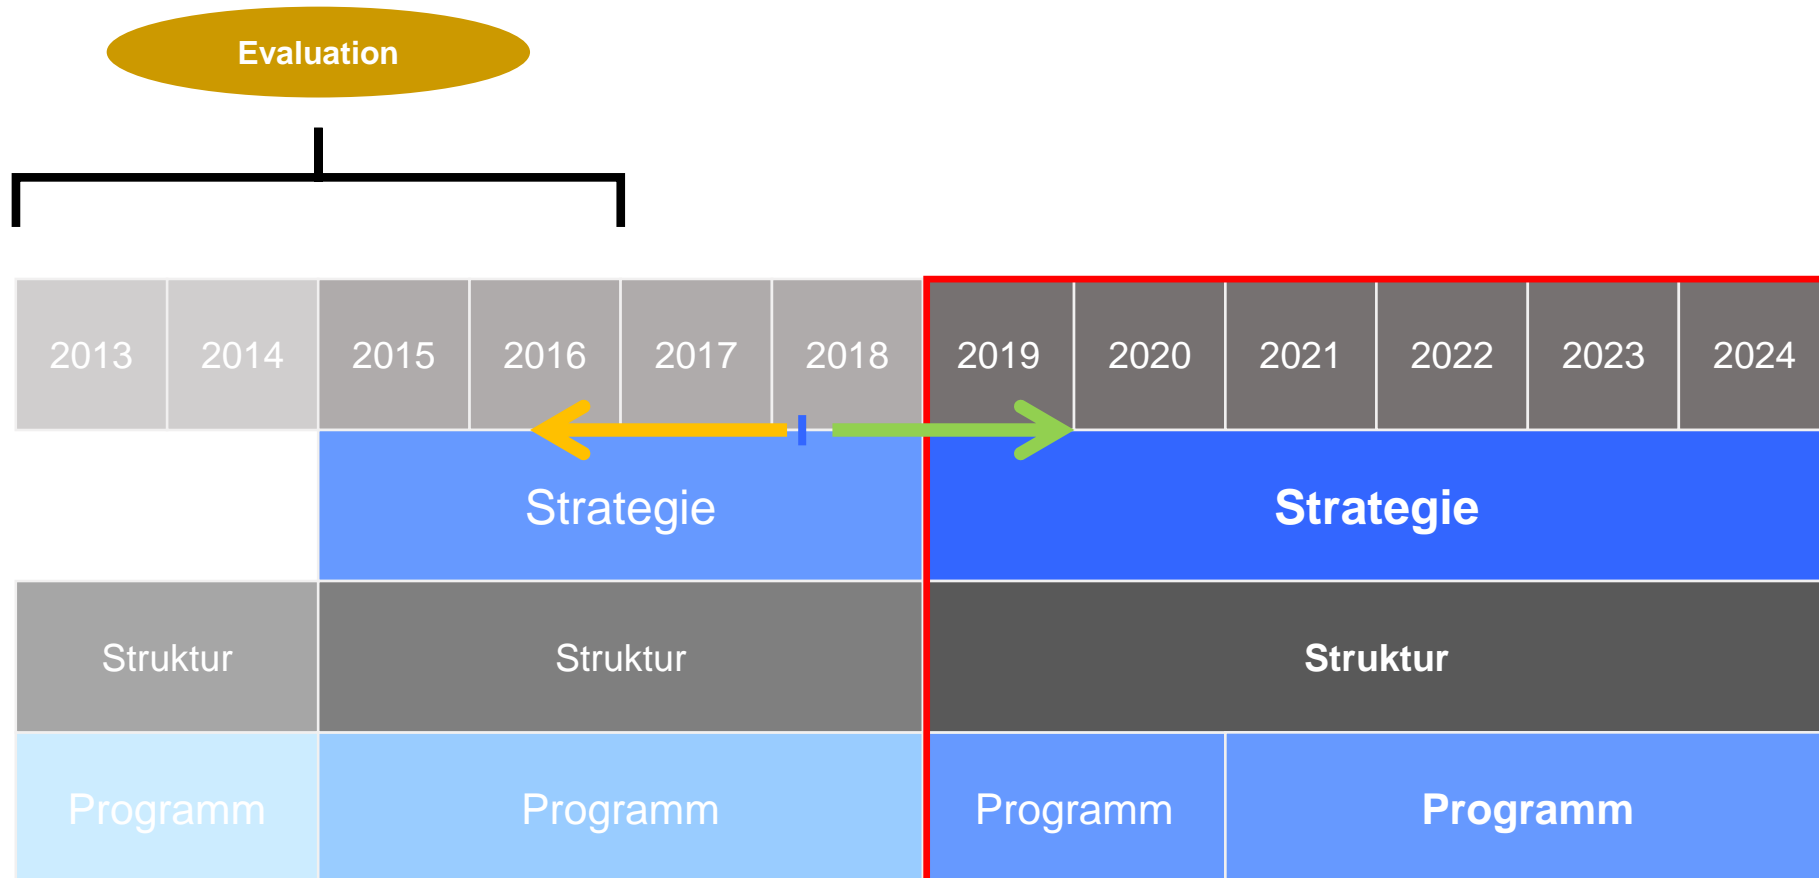 Evaluation
2013 2014 2015 2016 2017 2018 2019 2020 2021 2022 2023 2024
Strategie Strategie
Struktur Struktur Struktur
Programm Programm Programm Programm